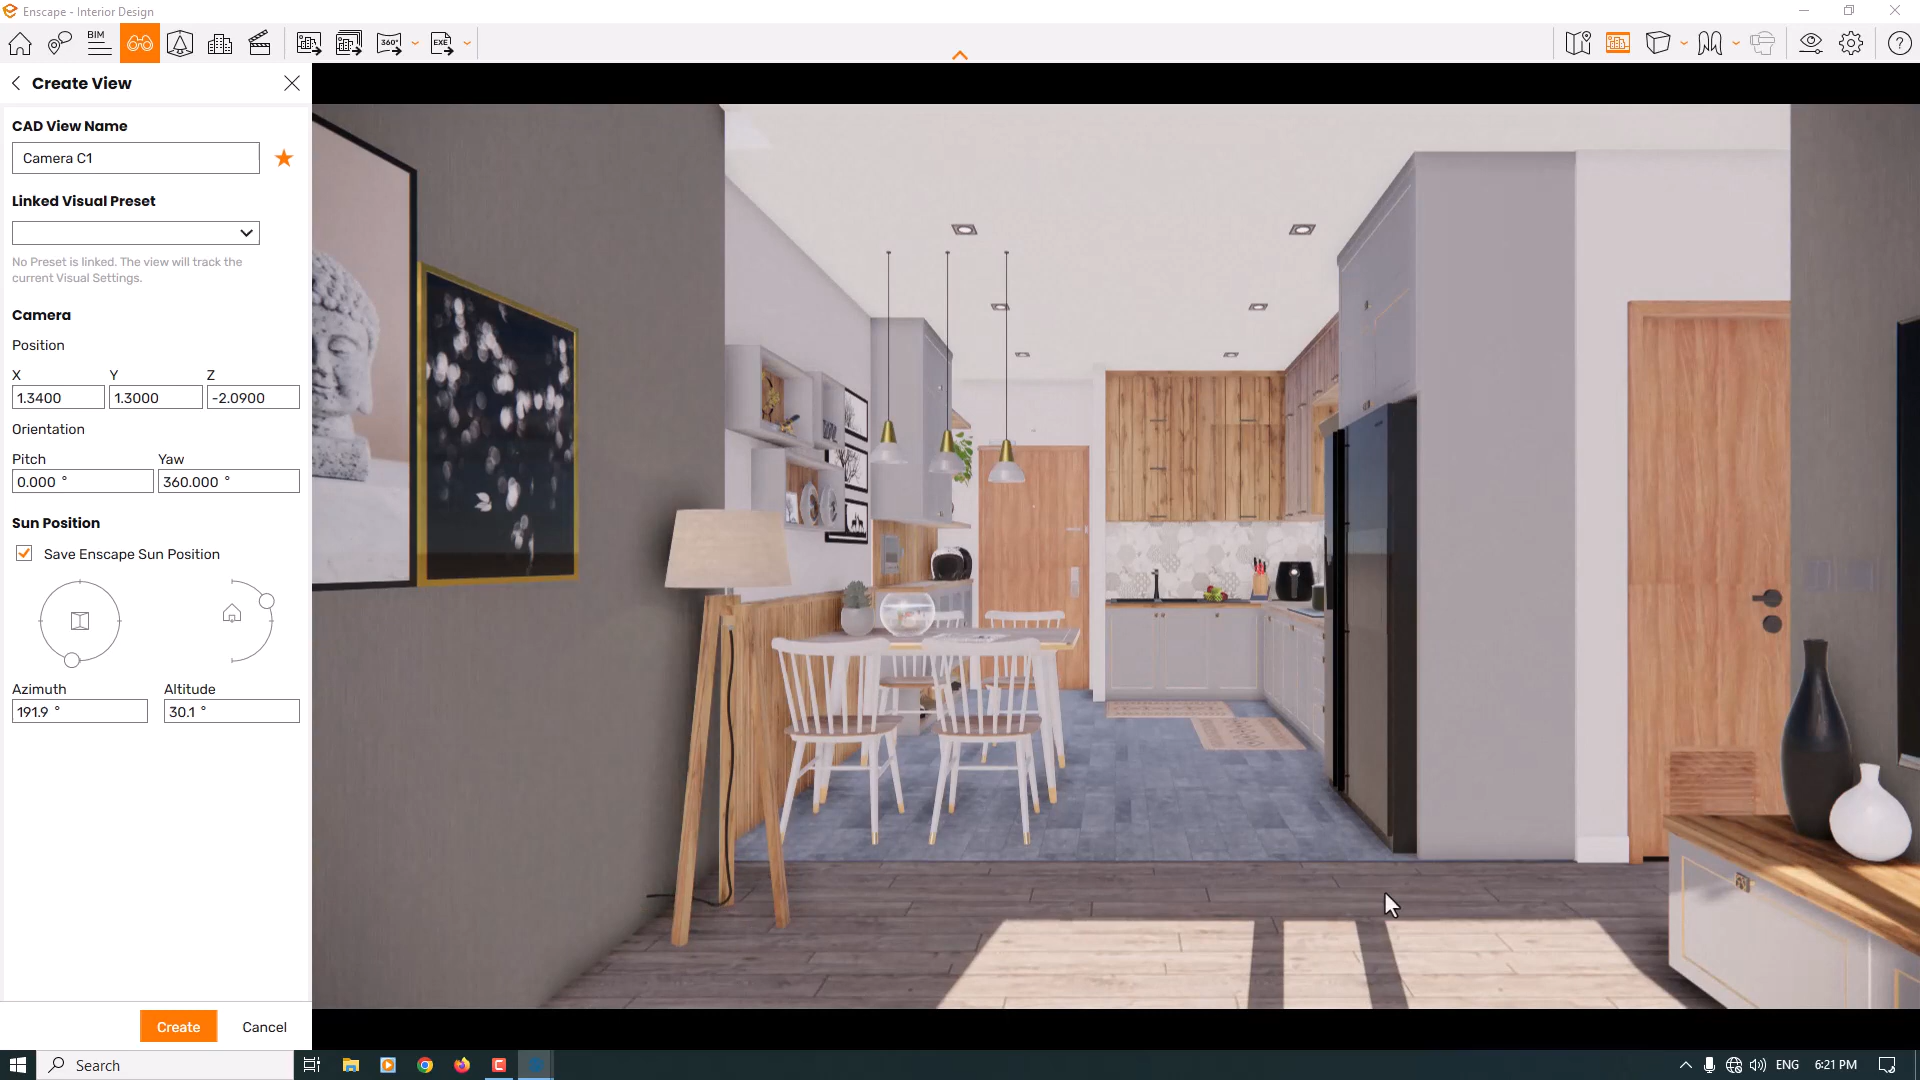 Enscape - Interior Design
BIM
360°
EXE
Create View
CAD View Name
Camera C1
Linked Visual Preset
No Preset is linked. The view will track the
current Visual Settings.
Camera
Position
X Y Z
1.3400 1.3000 -2.0900
Orientation
Pitch Yaw
0.000 ° 360.000 °
Sun Position
Save Enscape Sun Position
Azimuth Altitude
191.9 ° 30.1 °
Create Cancel
Search
ENG
6:21 PM